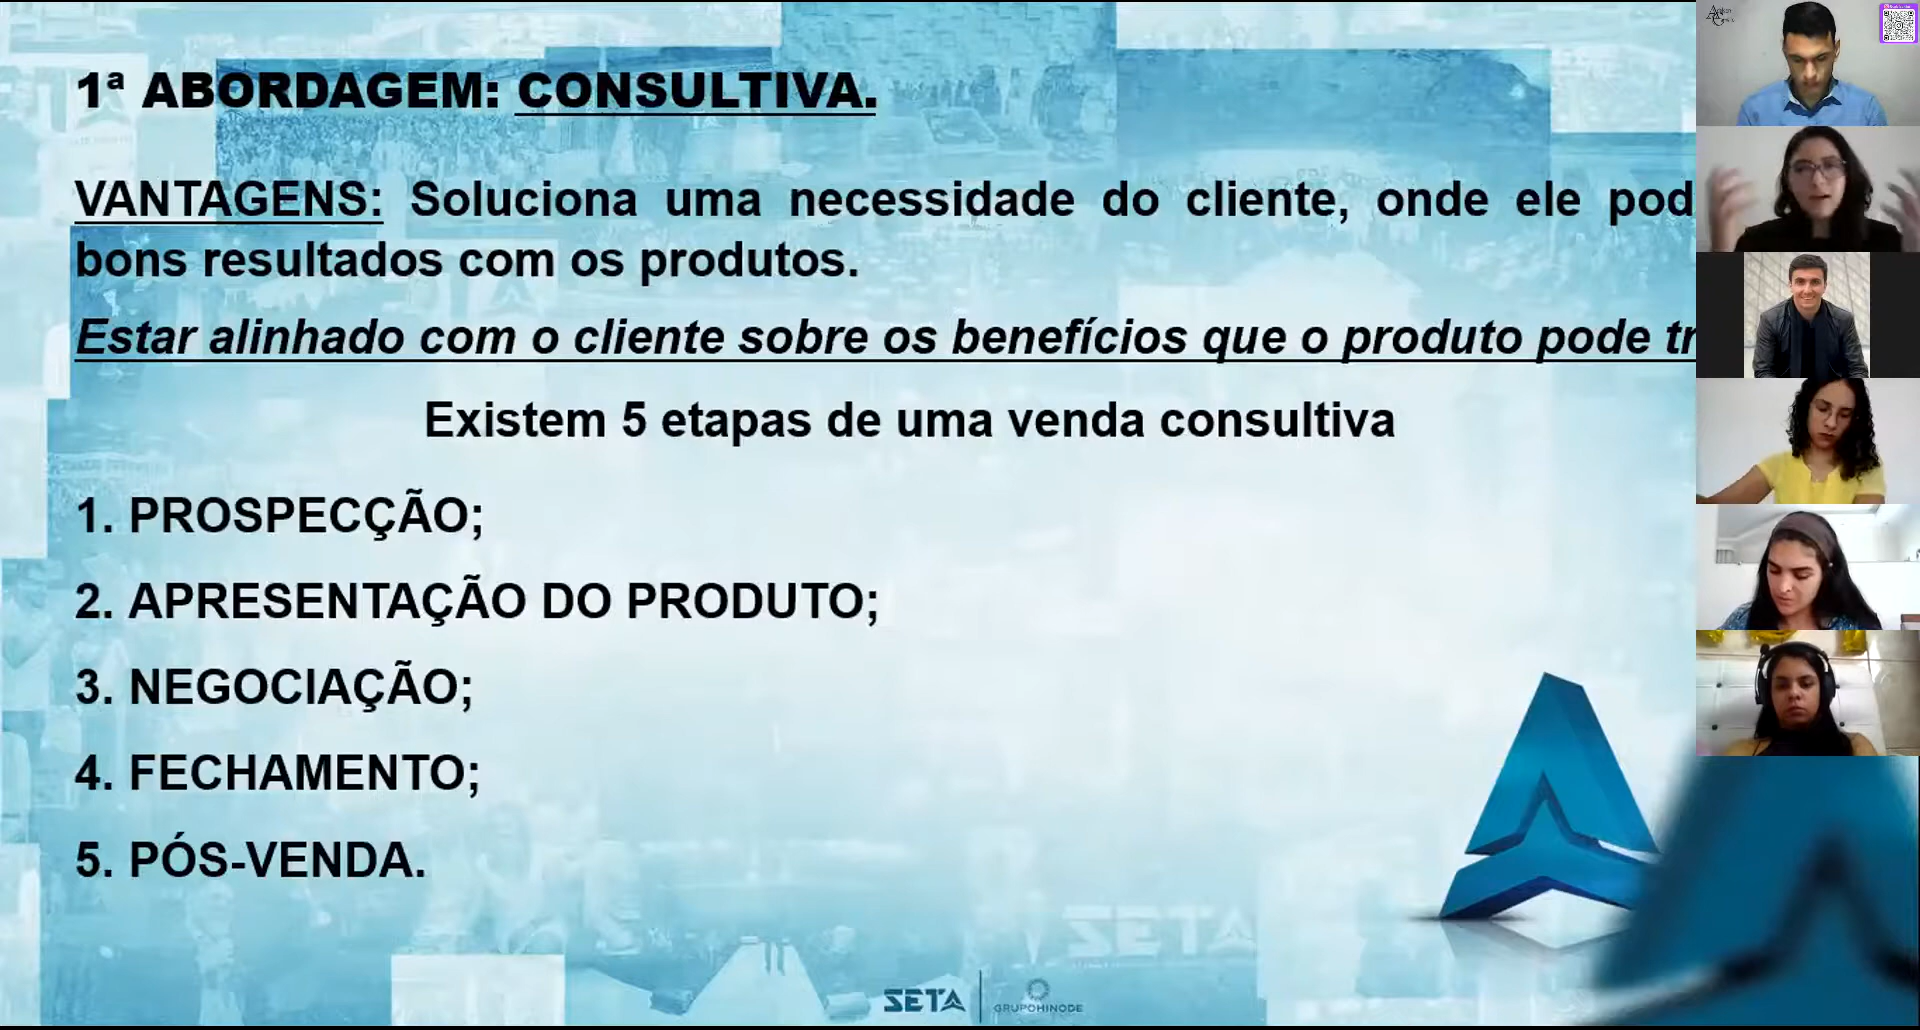 1ª ABORDAGEM: CONSULTIVA.
VANTAGENS: Soluciona uma necessidade do cliente, onde ele pod
bons resultados com os produtos.
Estar alinhado com o cliente sobre os benefícios que o produto pode tr
Existem 5 etapas de uma venda consultiva
1. PROSPECÇÃO;
2. APRESENTAÇÃO DO PRODUTO;
3. NEGOCIAÇÃO;
4. FECHAMENTO;
5. PÓS-VENDA.
SETA
SETA
GRUPOHINODE